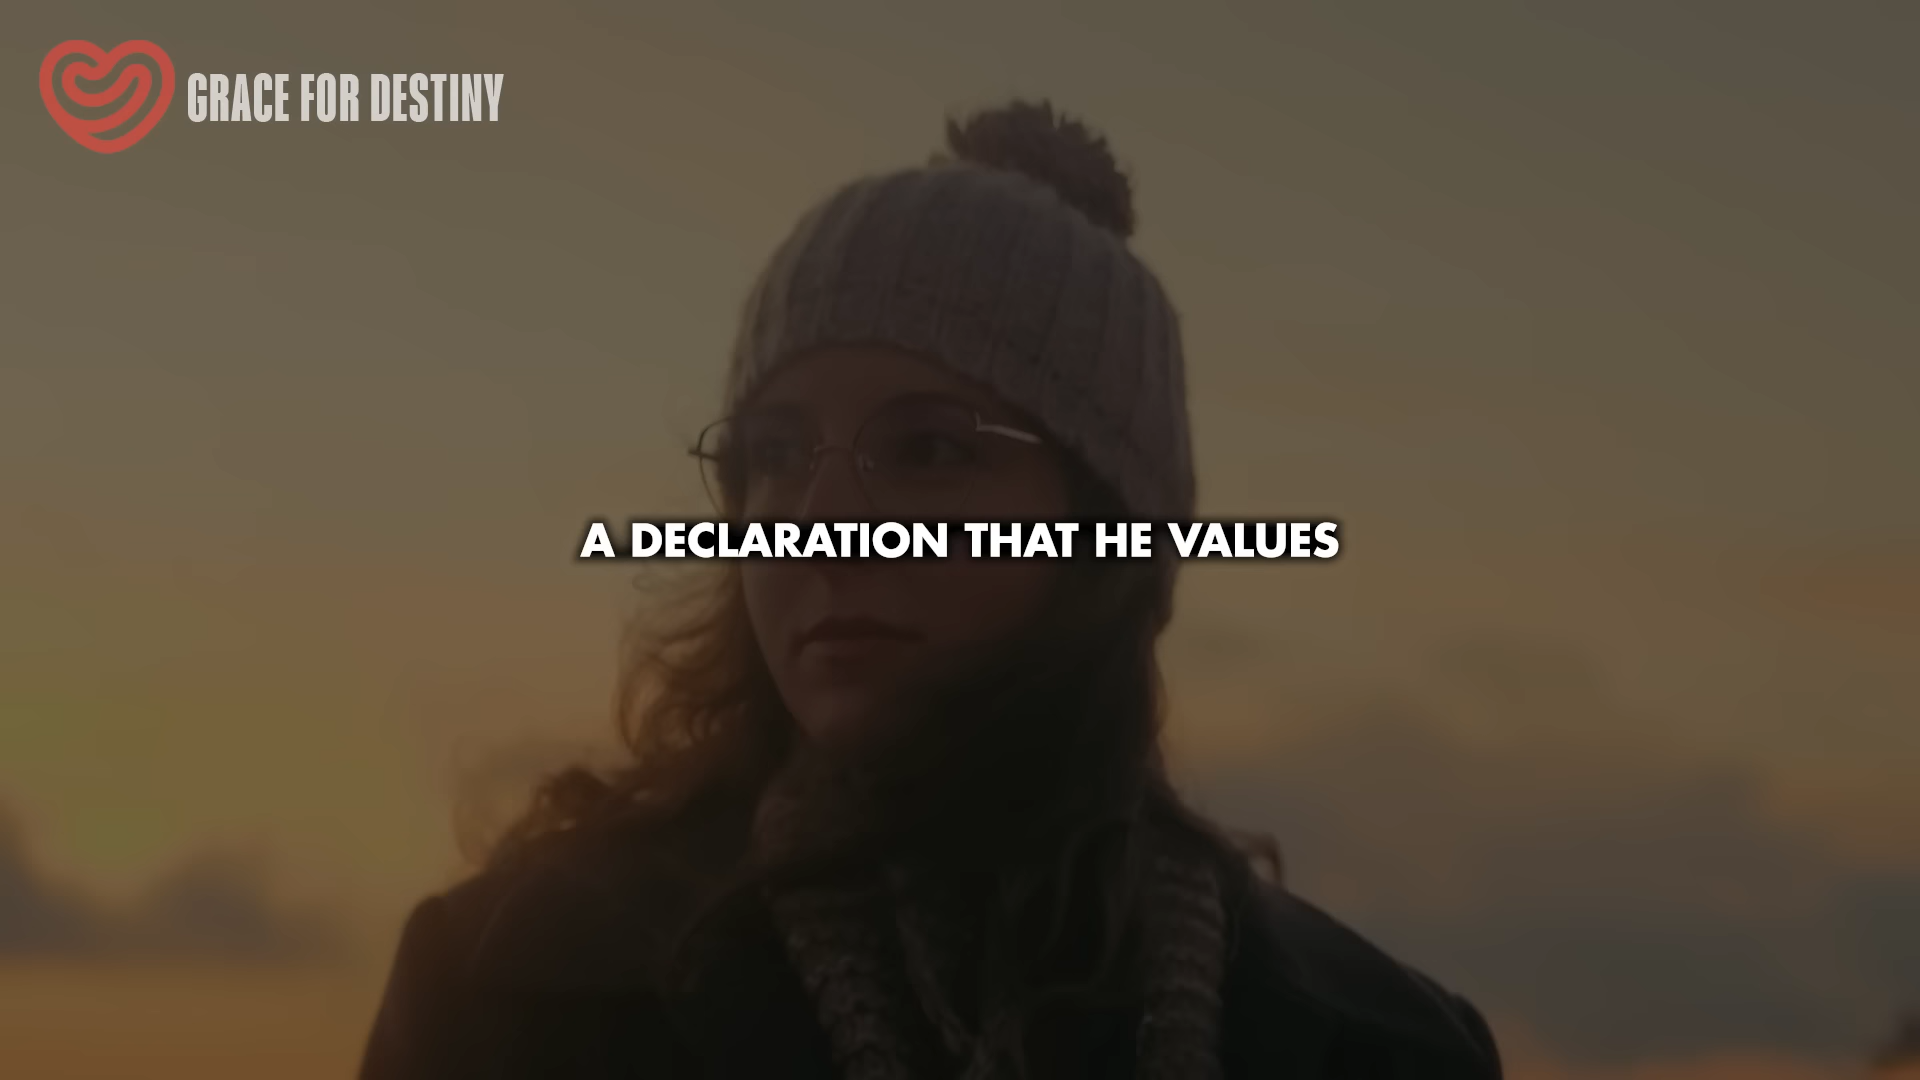 GRACE FOR DESTINY
A DECLARATION THAT HE VALUES